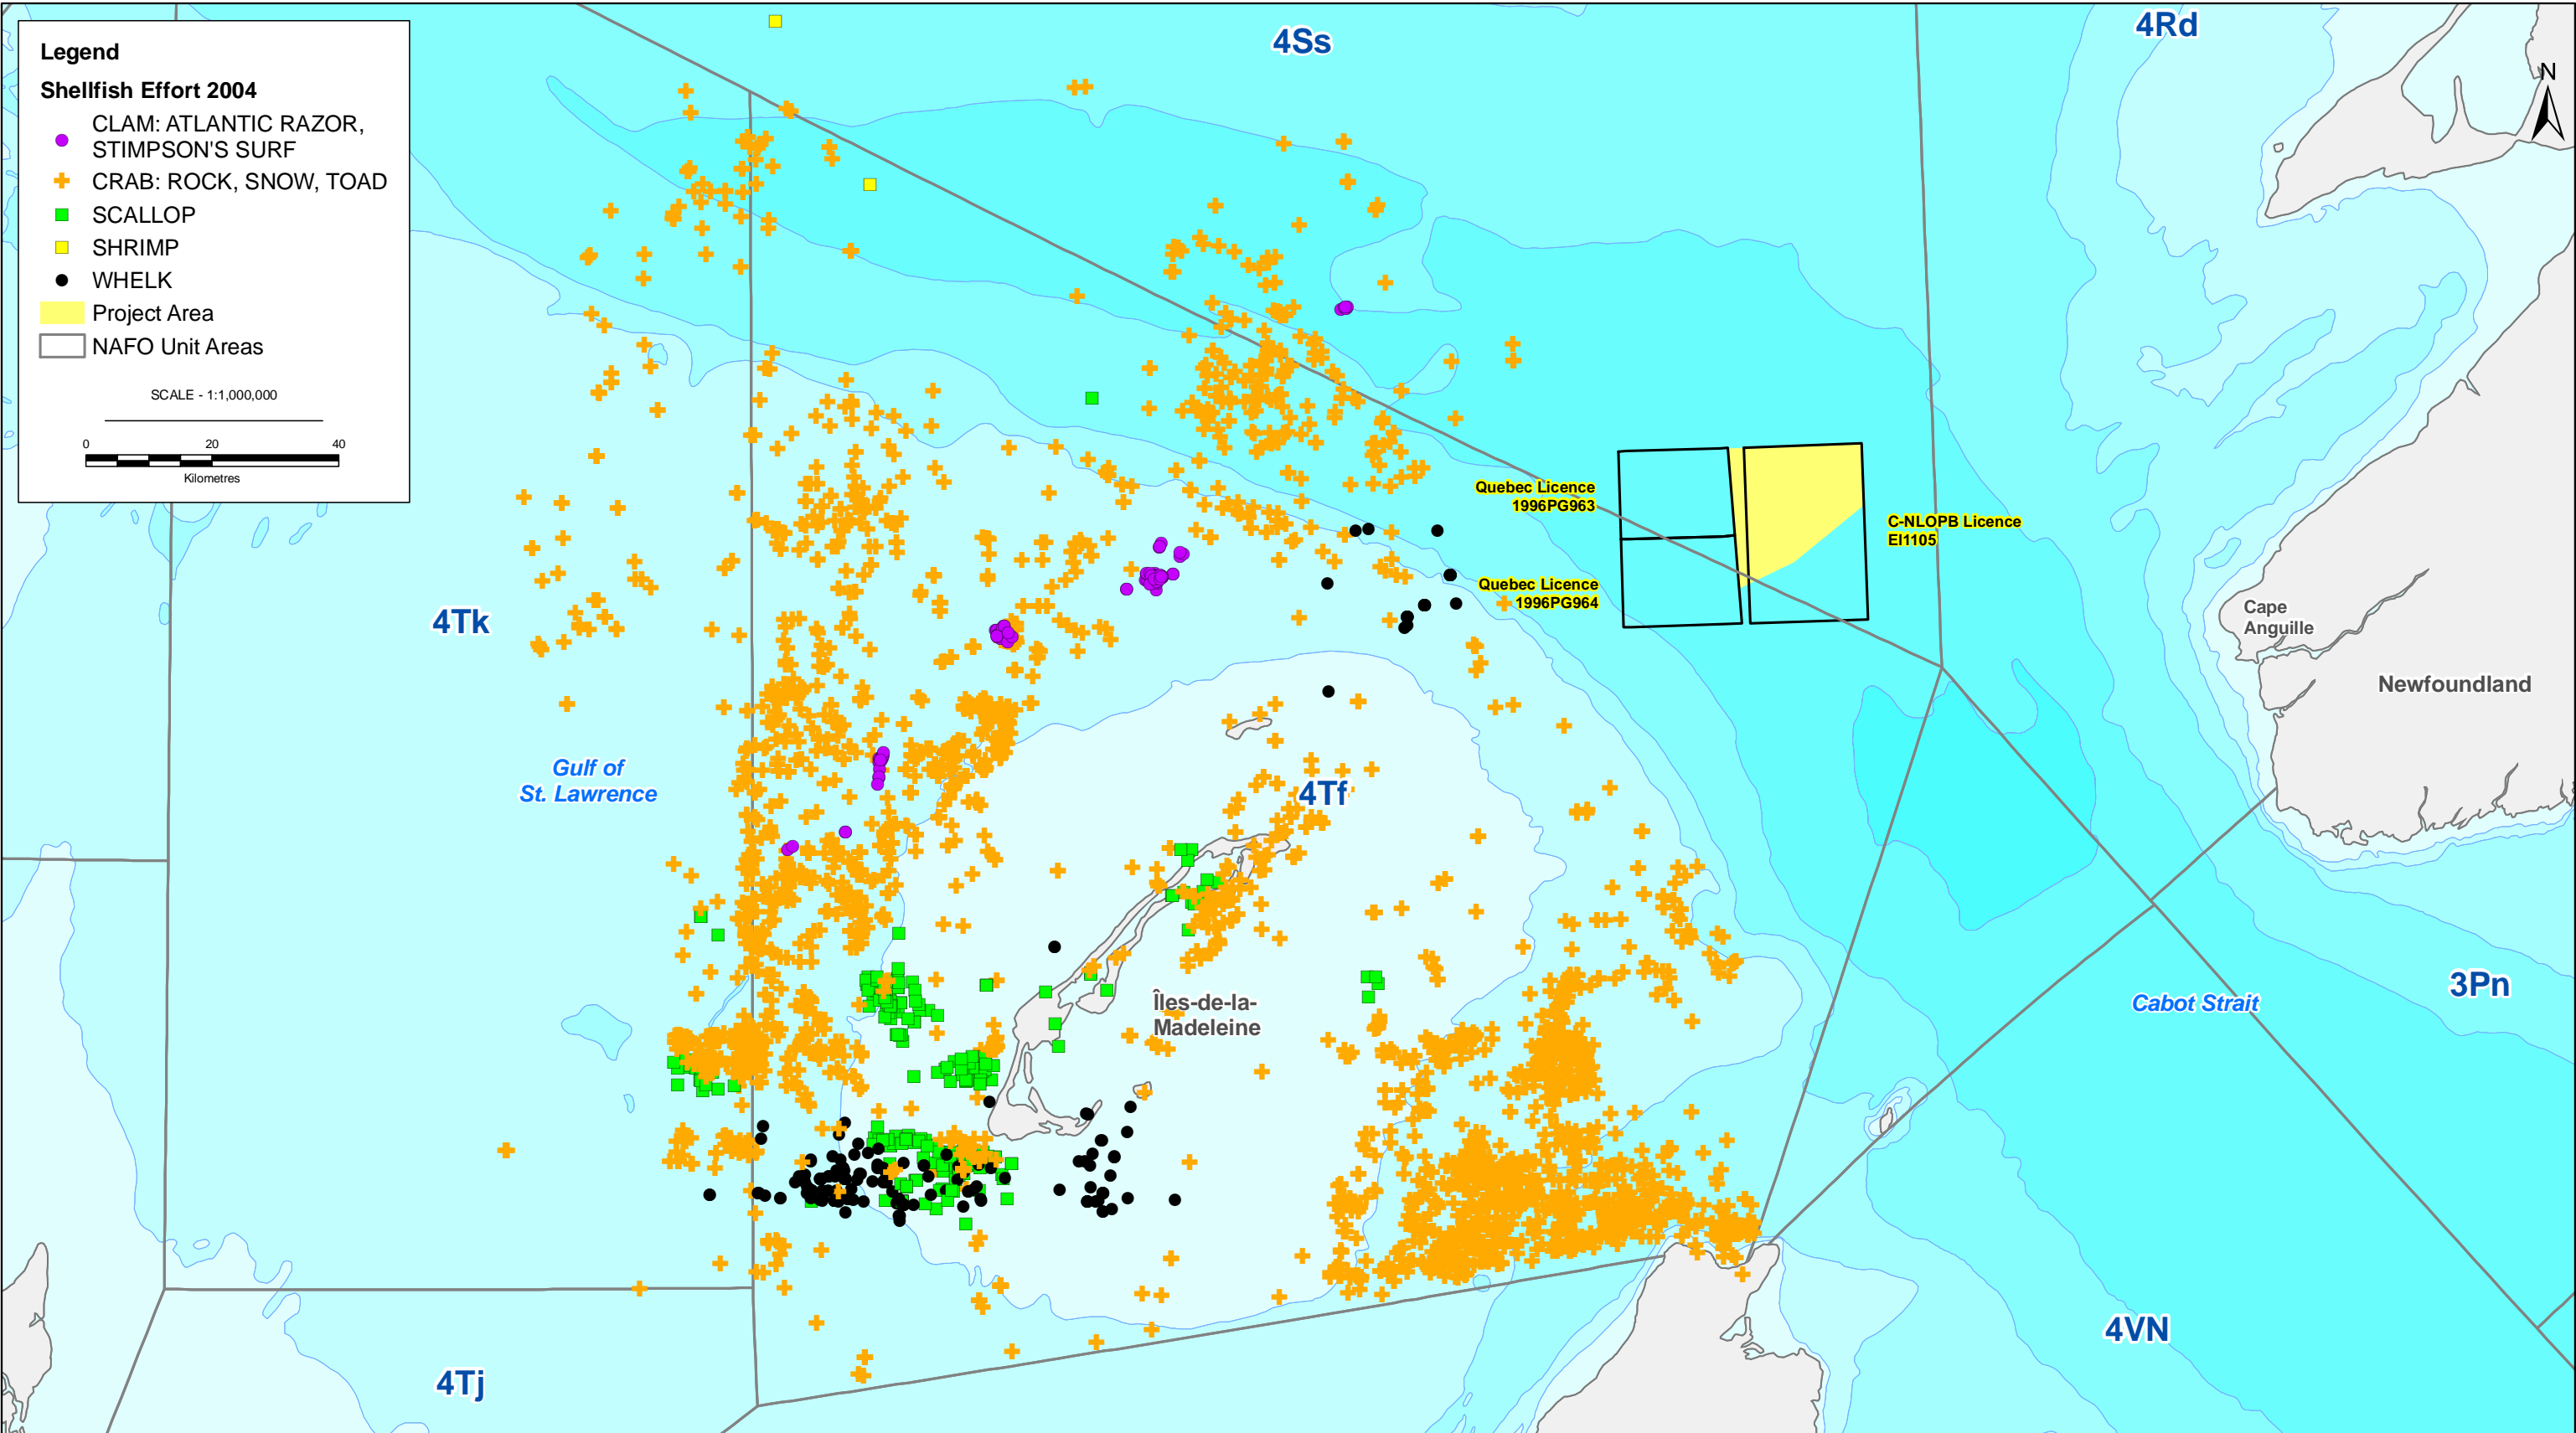 Legend
Shellfish Effort 2004
CLAM: ATLANTIC RAZOR,
STIMPSON'S SURF
CRAB: ROCK, SNOW, TOAD
SCALLOP
SHRIMP
WHELK
Project Area
NAFO Unit Areas
SCALE - 1:1,000,000
0 20 40
Kilometres
4Ss
4Rd
N
Quebec Licence
1996PG963
C-NLOPB Licence
EI1105
Quebec Licence
1996PG964
4Tk
Cape
Anguille
Newfoundland
Gulf of
St. Lawrence
4Tf
Îles-de-la-
Madeleine
3Pn
Cabot Strait
4VN
4Tj